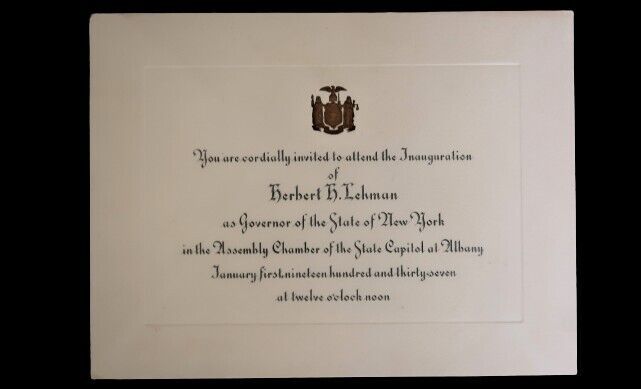 You are cordially invited to attend the Inauguration
of
Herbert H. Lehman
as Governor of the State of New York
in the Assembly Chamber of the State Capitol at Albany
January first, nineteen hundred and thirty-seven
at twelve o'clock noon